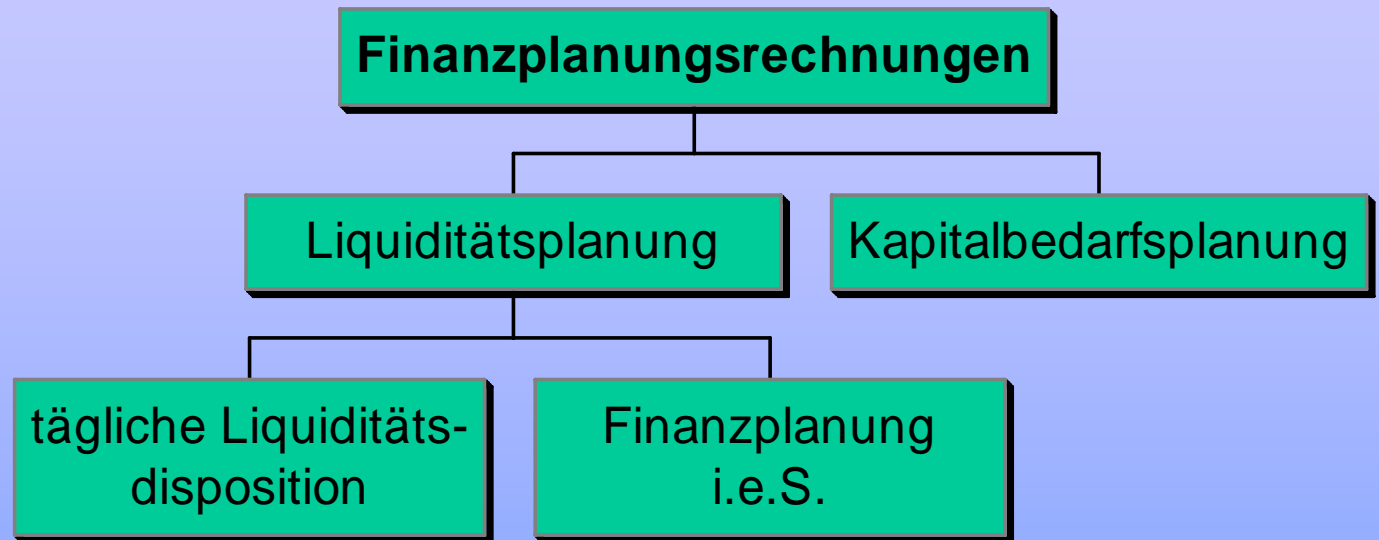 Finanzplanungsrechnungen
Liquiditätsplanung
Kapitalbedarfsplanung
tägliche Liquiditäts-
disposition
Finanzplanung
i.e.S.